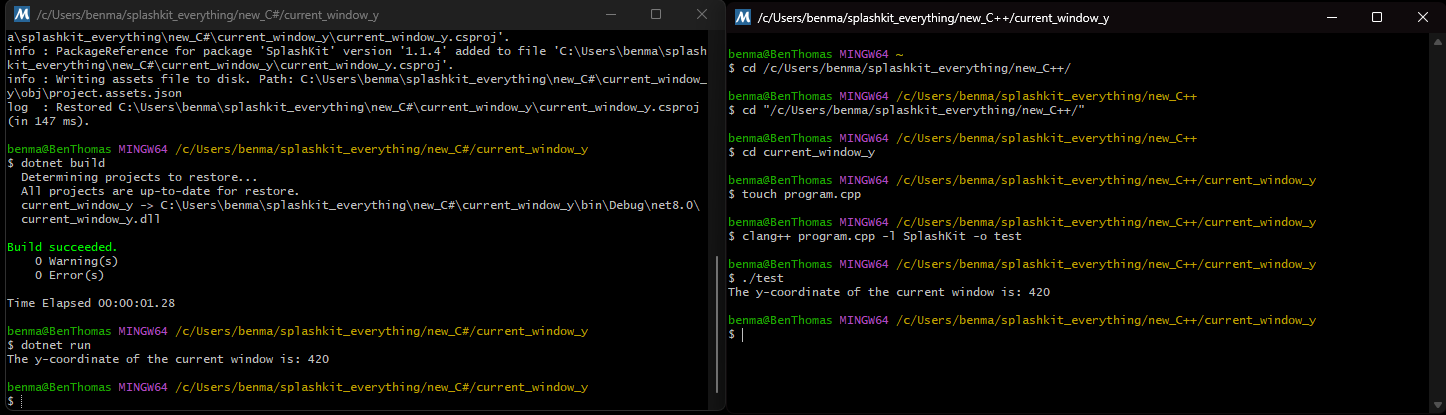 /c/Users/benma/splashkit_everything/new_C#/current_window_y
a\splashkit_everything\new_C#\current_window_y\current_window_y.csproj'.
info : PackageReference for package 'SplashKit' version '1.1.4' added to file 'C:\Users\benma\splash
kit_everything\new_C#\current_window_y\current_window_y.csproj'.
info : Writing assets file to disk. Path: C:\Users\benma\splashkit_everything\new_C#\current_window_
y\obj\project.assets.json
log  : Restored C:\Users\benma\splashkit_everything\new_C#\current_window_y\current_window_y.csproj
(in 147 ms).
benma@BenThomas MINGW64 /c/Users/benma/splashkit_everything/new_C#/current_window_y
$ dotnet build
Determining projects to restore...
All projects are up-to-date for restore.
current_window_y -> C:\Users\benma\splashkit_everything\new_C#\current_window_y\bin\Debug\net8.0\
current_window_y.dll
Build succeeded.
0 Warning(s)
0 Error(s)
Time Elapsed 00:00:01.28
benma@BenThomas MINGW64 /c/Users/benma/splashkit_everything/new_C#/current_window_y
$ dotnet run
The y-coordinate of the current window is: 420
benma@BenThomas MINGW64 /c/Users/benma/splashkit_everything/new_C#/current_window_y
$
/c/Users/benma/splashkit_everything/new_C++/current_window_y
benma@BenThomas MINGW64 ~
$ cd /c/Users/benma/splashkit_everything/new_C++/
benma@BenThomas MINGW64 /c/Users/benma/splashkit_everything/new_C++
$ cd "/c/Users/benma/splashkit_everything/new_C++/"
benma@BenThomas MINGW64 /c/Users/benma/splashkit_everything/new_C++
$ cd current_window_y
benma@BenThomas MINGW64 /c/Users/benma/splashkit_everything/new_C++/current_window_y
$ touch program.cpp
benma@BenThomas MINGW64 /c/Users/benma/splashkit_everything/new_C++/current_window_y
$ clang++ program.cpp -l SplashKit -o test
benma@BenThomas MINGW64 /c/Users/benma/splashkit_everything/new_C++/current_window_y
$ ./test
The y-coordinate of the current window is: 420
benma@BenThomas MINGW64 /c/Users/benma/splashkit_everything/new_C++/current_window_y
$